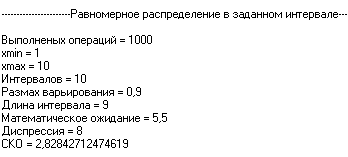 ----------------------Равномерное распределение в заданном интервале---
Выполненых операций = 1000
xmin = 1
xmax = 10
Интервалов = 10
Размах варьирования = 0,9
Длина интервала = 9
Математическое ожидание = 5,5
Диспрессия = 8
СКО = 2,82842712474619